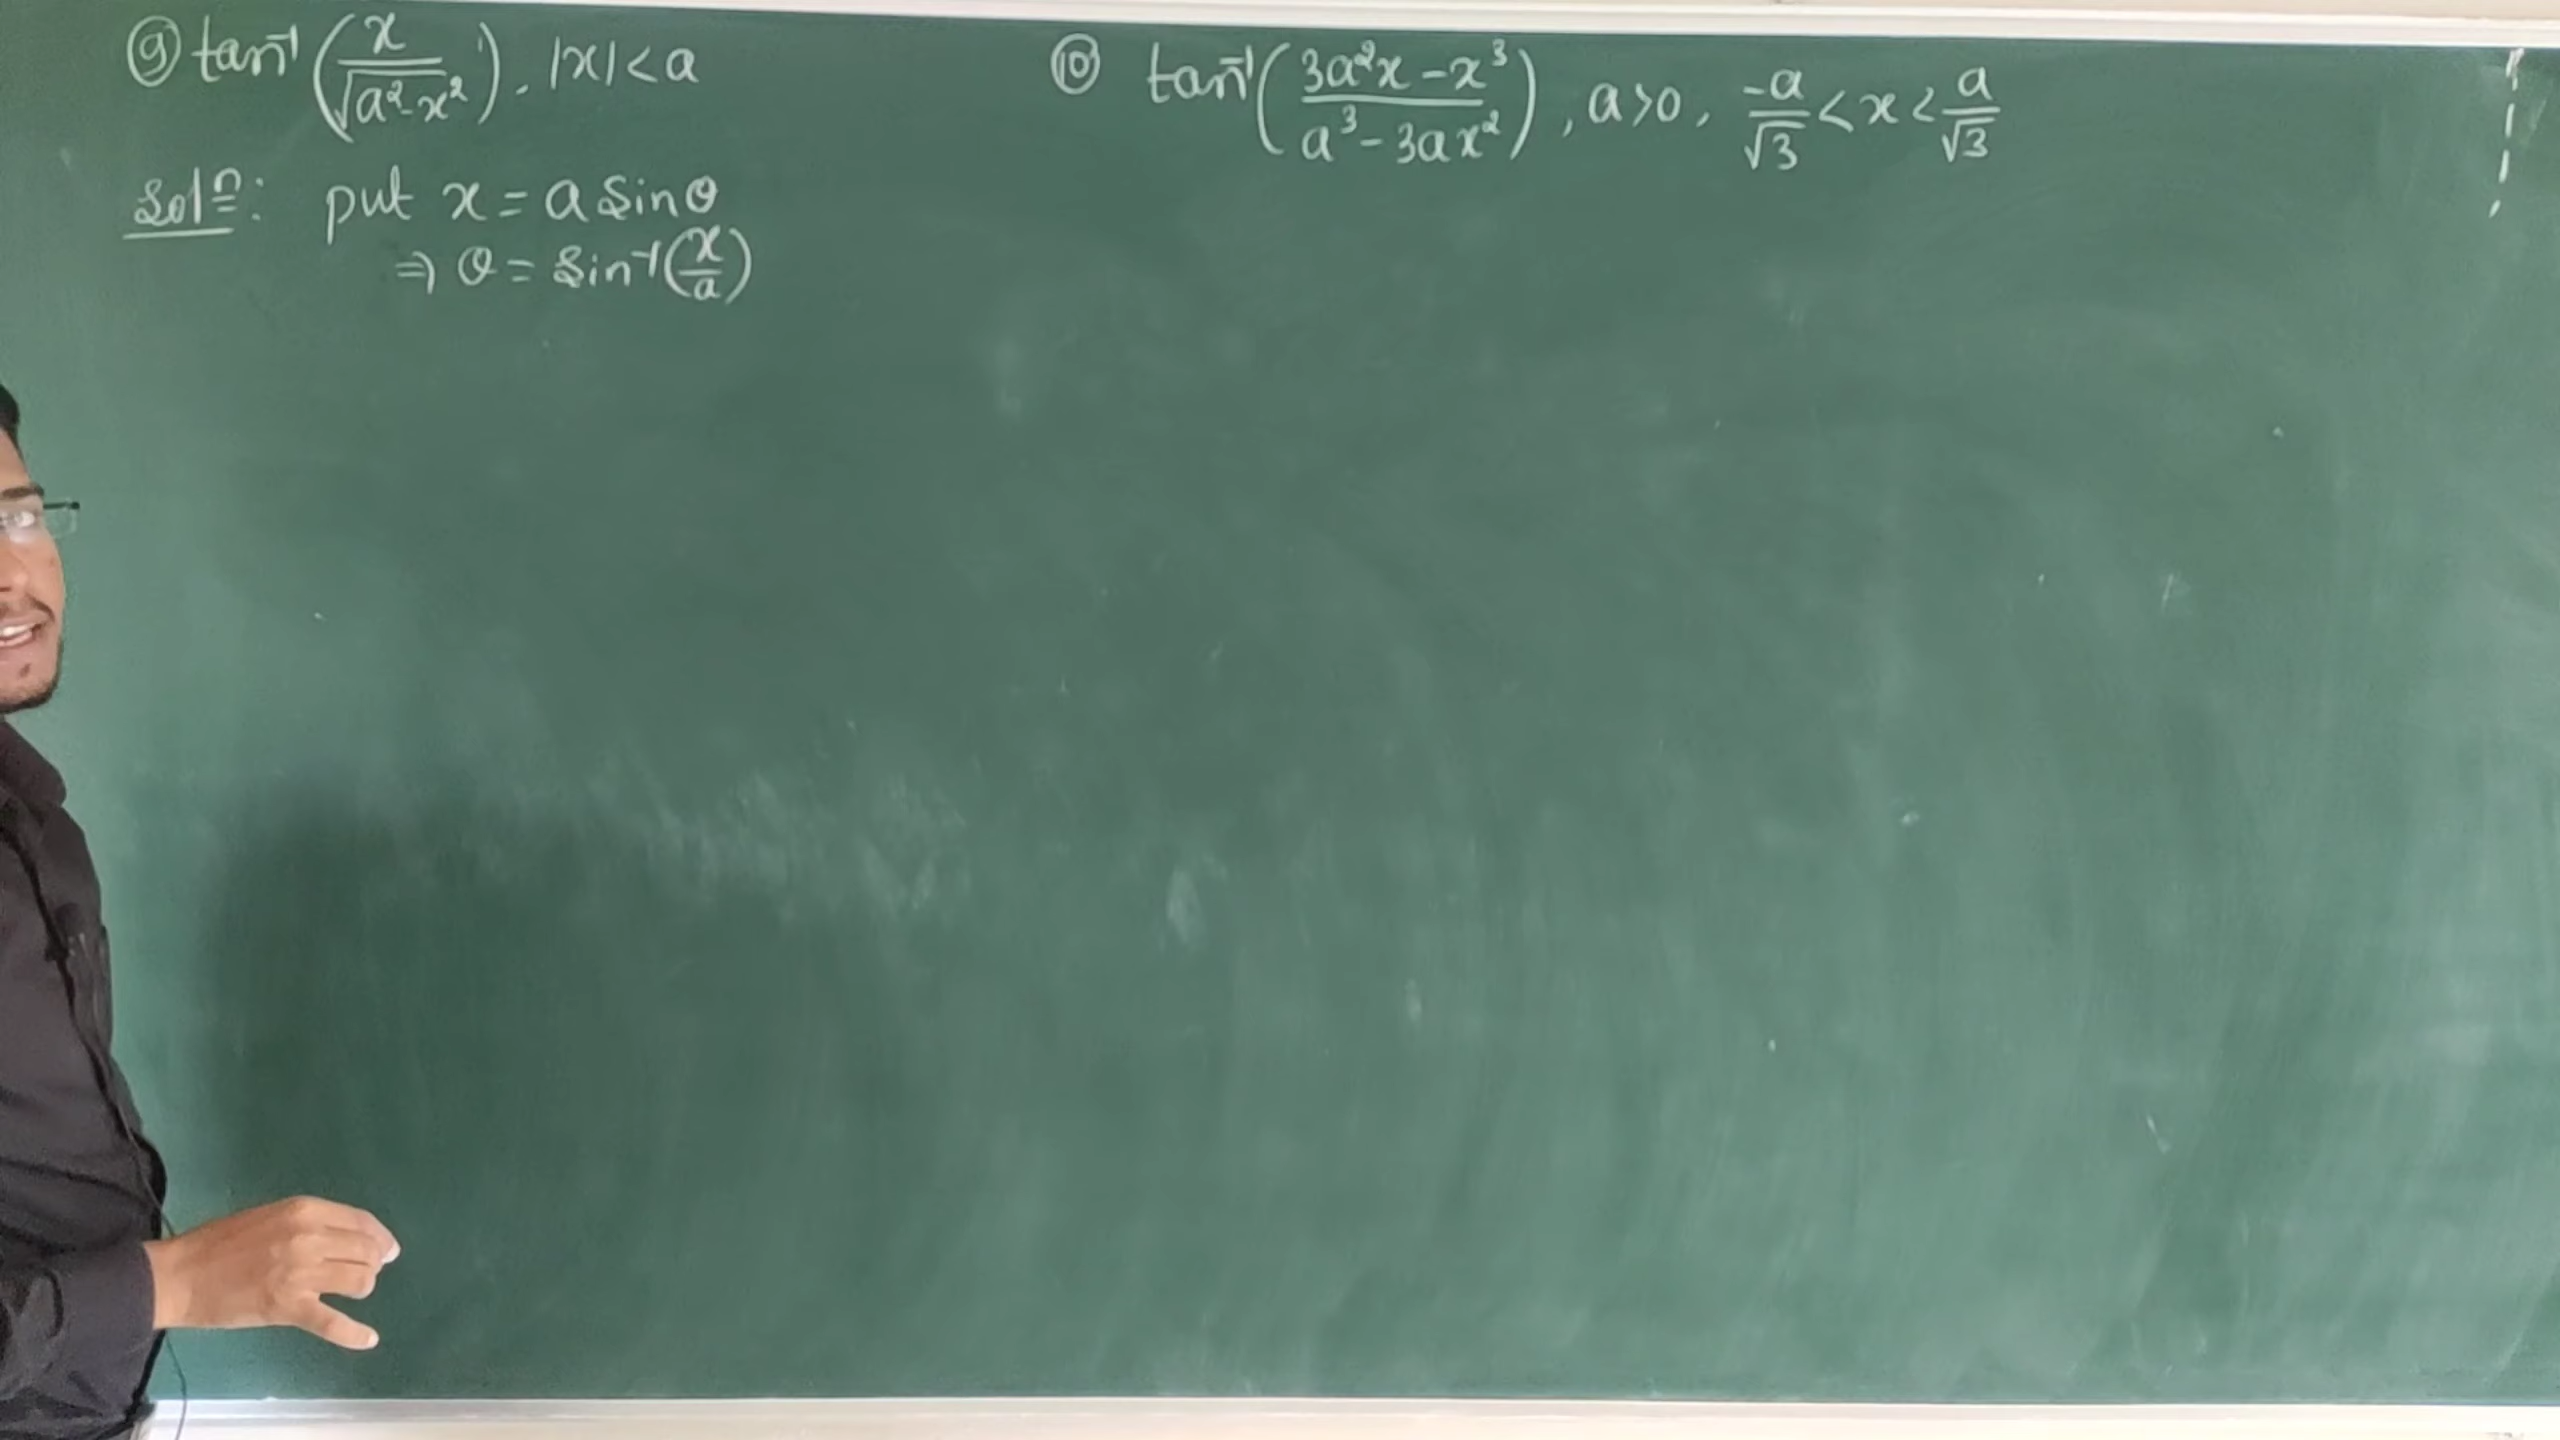 ⑨ tan⁻¹(x/√(a²-x²)), |x|<a
Solⁿ: put x = a Sinθ
⇒ θ = Sin⁻¹(x/a)
⑩ tan⁻¹((3a²x-x³)/(a³-3ax²)), a>0, -a/√3 < x < a/√3